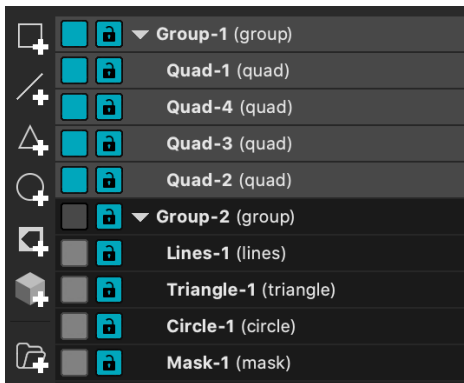 Group-1 (group)
Quad-1 (quad)
Quad-4 (quad)
Quad-3 (quad)
Quad-2 (quad)
Group-2 (group)
Lines-1 (lines)
Triangle-1 (triangle)
Circle-1 (circle)
Mask-1 (mask)